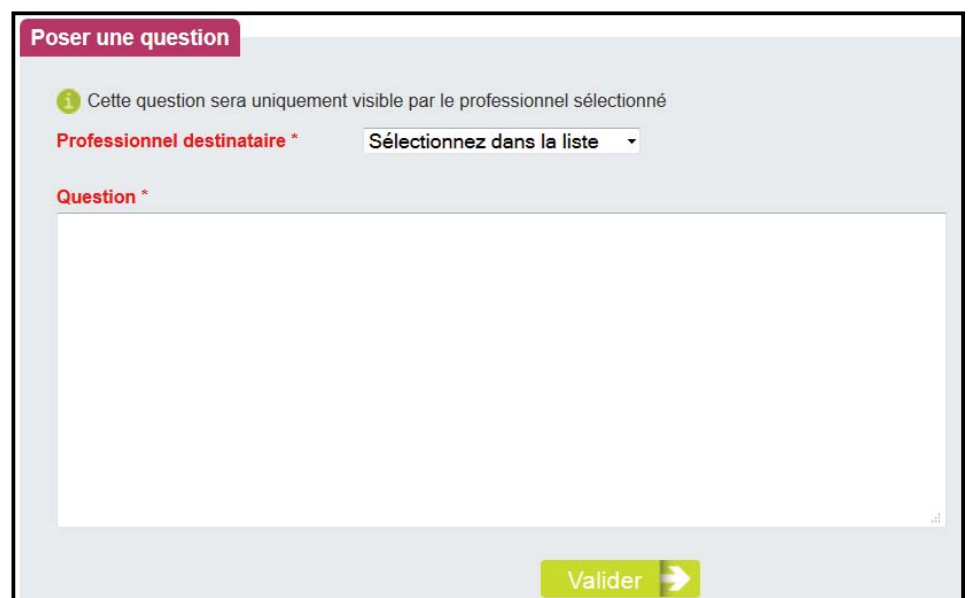 Poser une question
Cette question sera uniquement visible par le professionnel sélectionné
Professionnel destinataire * Sélectionnez dans la liste
Question *
Valider